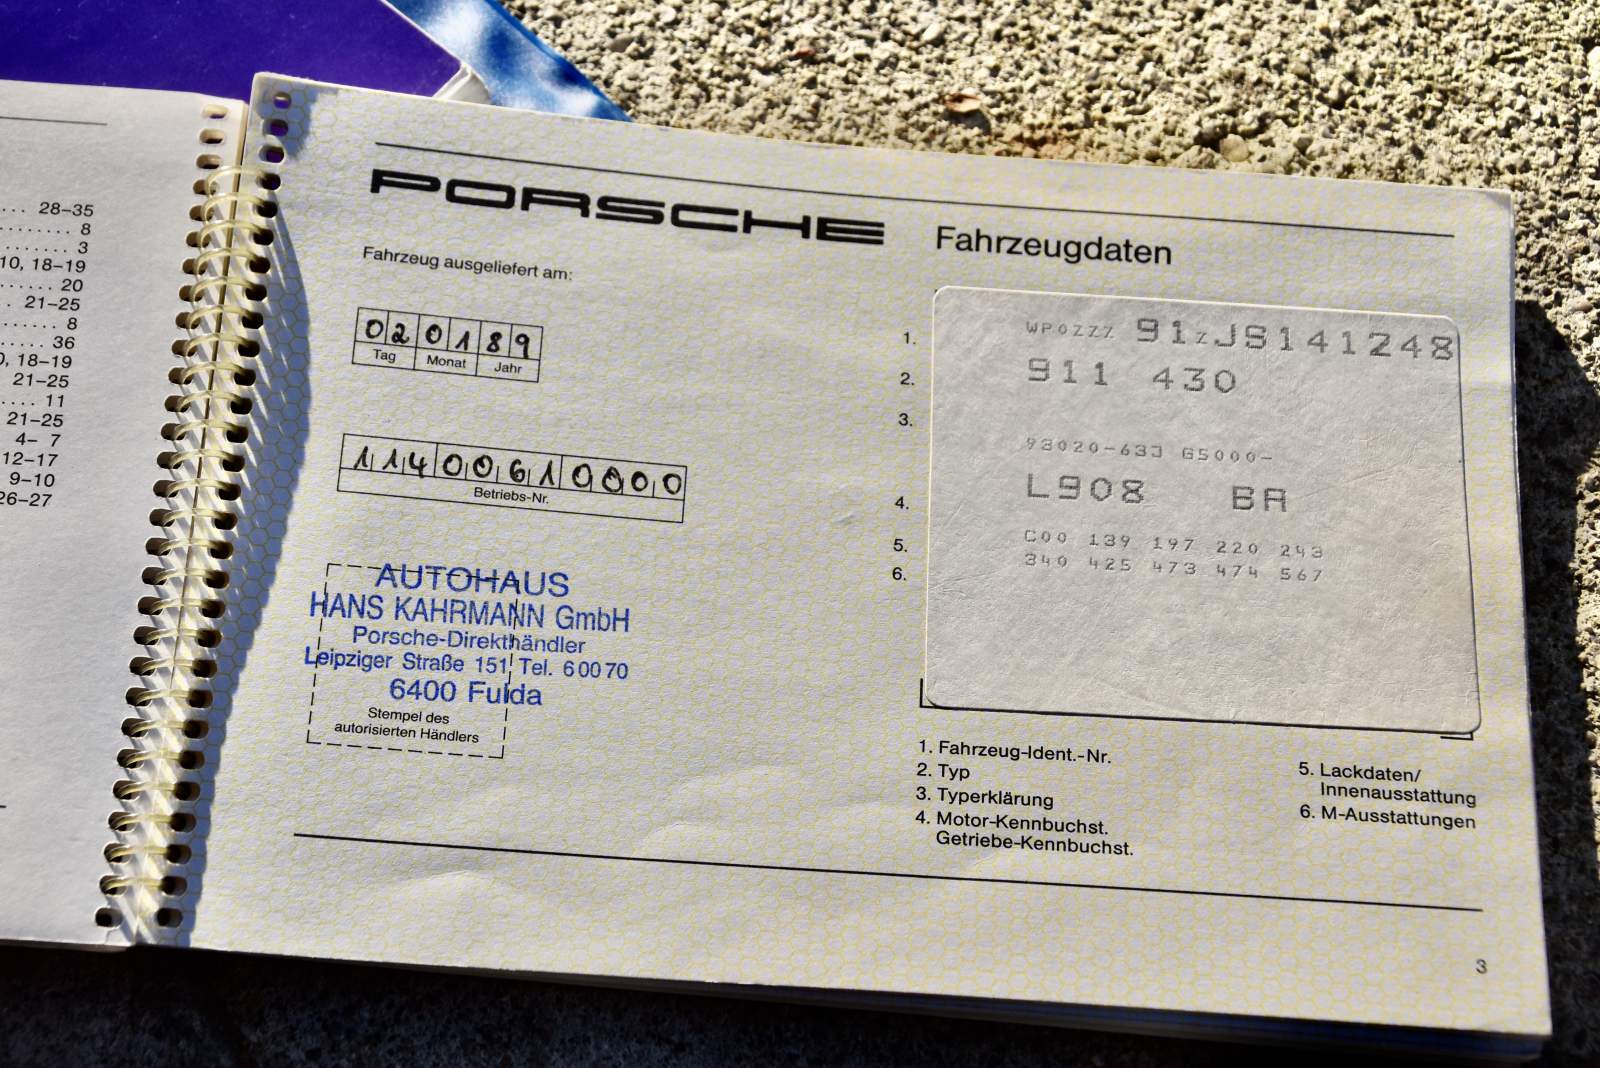 ... 28–35
......... 8
........ 3
10, 18–19
...... 20
. 21–25
...... 8
..... 36
0, 18–19
21–25
.... 11
21–25
4– 7
12–17
9–10
26–27
PORSCHE
Fahrzeugdaten
Fahrzeug ausgeliefert am:
020189
Tag Monat Jahr
11400610000
Betriebs-Nr.
AUTOHAUS
HANS KAHRMANN GmbH
Porsche-Direkthändler
Leipziger Straße 151 Tel. 60070
6400 Fulda
Stempel des
autorisierten Händlers
1. WP0ZZZ 91ZJS141248
2. 911 430
3.
93020-63J G5000-
4. L908 BA
5. C00 139 197 220 243
6. 340 425 473 474 567
1. Fahrzeug-Ident.-Nr.
2. Typ
3. Typerklärung
4. Motor-Kennbuchst.
Getriebe-Kennbuchst.
5. Lackdaten/
Innenausstattung
6. M-Ausstattungen
3